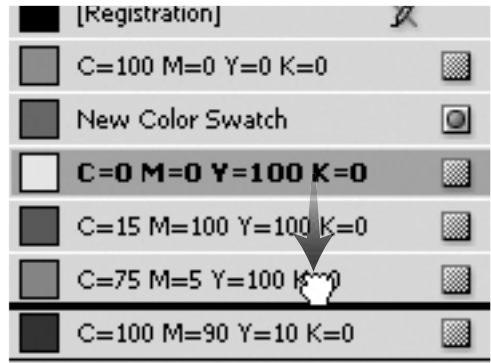 [Registration]
C=100 M=0 Y=0 K=0
New Color Swatch
C=0 M=0 Y=100 K=0
C=15 M=100 Y=100 K=0
C=75 M=5 Y=100 K=0
C=100 M=90 Y=10 K=0